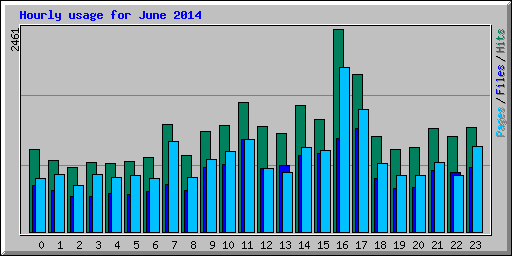 Hourly usage for June 2014
2461
Pages/Files/Hits
0 1 2 3 4 5 6 7 8 9 10 11 12 13 14 15 16 17 18 19 20 21 22 23